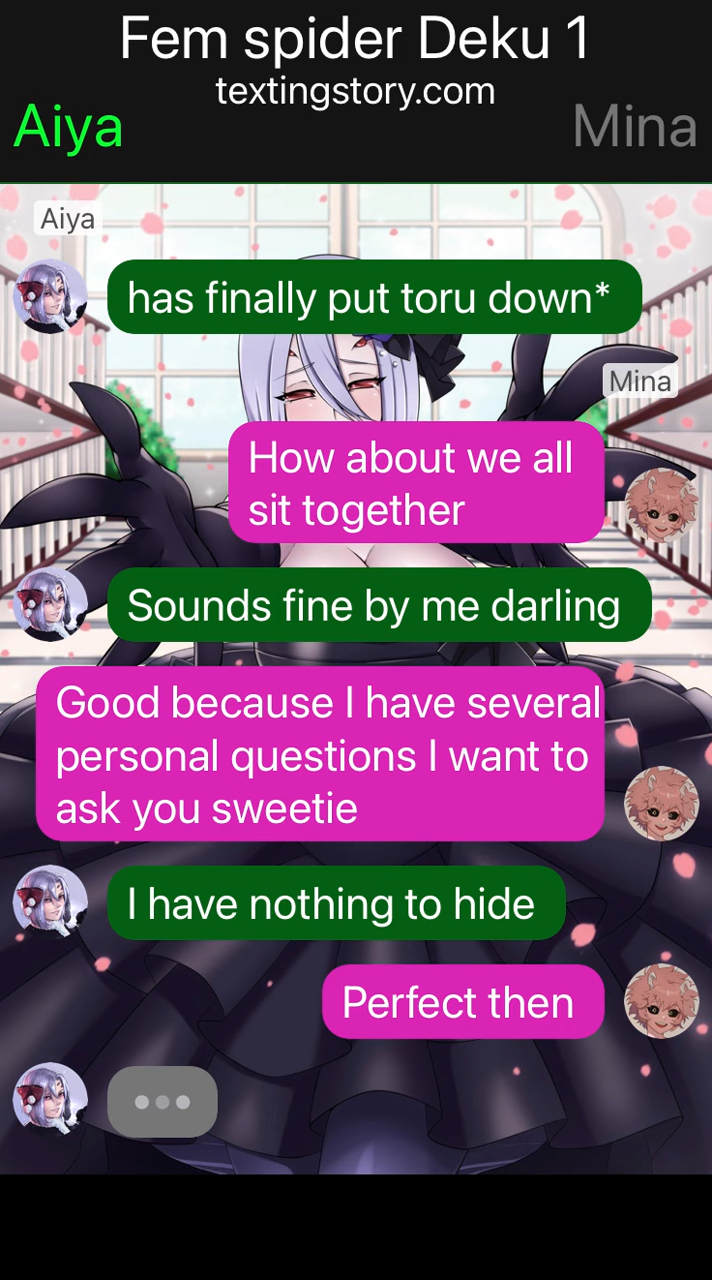 Fem spider Deku 1
textingstory.com
Aiya
Mina
Aiya
has finally put toru down*
Mina
How about we all
sit together
Sounds fine by me darling
Good because I have several
personal questions I want to
ask you sweetie
I have nothing to hide
Perfect then